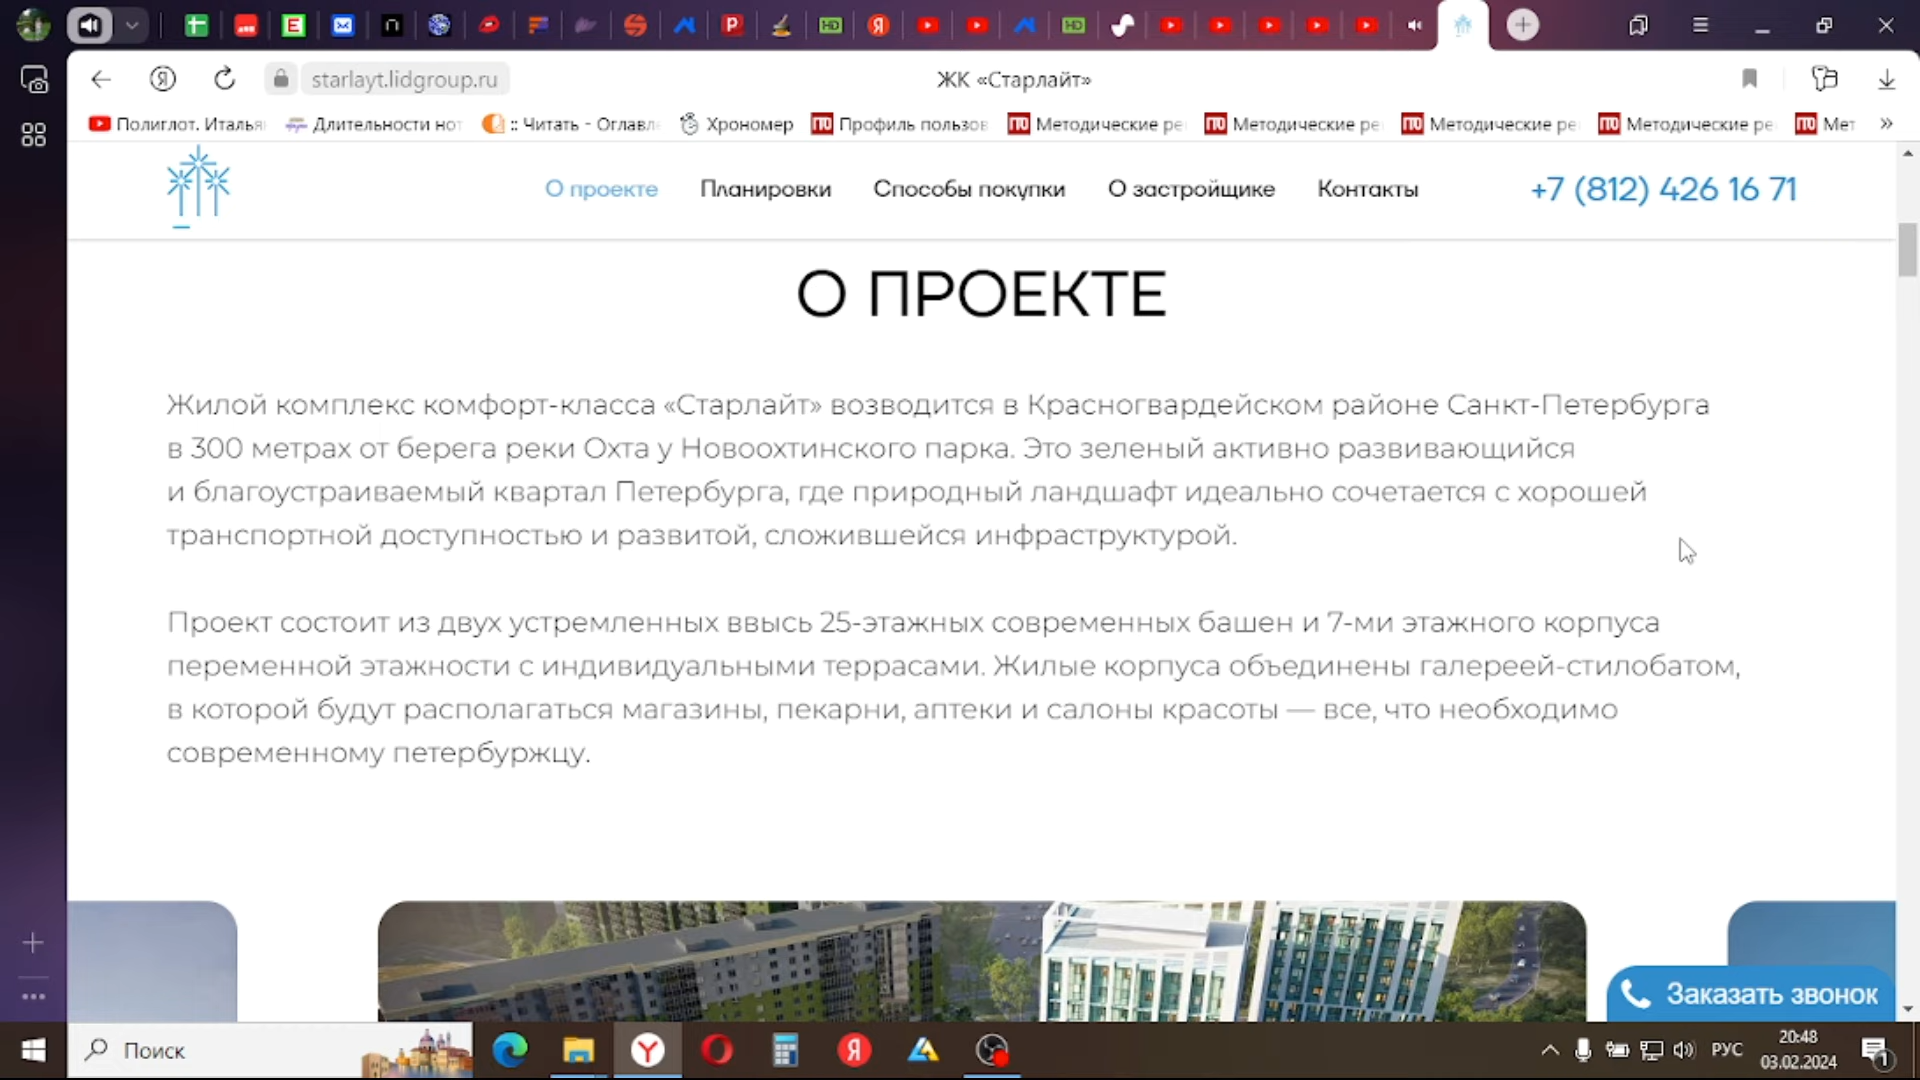 starlayt.lidgroup.ru
ЖК «Старлайт»
Полиглот. Италья
Длительности нот
:: Читать - Оглавл
Хрономер
Профиль пользов
Методические ре
Методические ре
Методические ре
Методические ре
Мет
О проекте
Планировки
Способы покупки
О застройщике
Контакты
+7 (812) 426 16 71
О ПРОЕКТЕ
Жилой комплекс комфорт-класса «Старлайт» возводится в Красногвардейском районе Санкт-Петербурга
в 300 метрах от берега реки Охта у Новоохтинского парка. Это зеленый активно развивающийся
и благоустраиваемый квартал Петербурга, где природный ландшафт идеально сочетается с хорошей
транспортной доступностью и развитой, сложившейся инфраструктурой.
Проект состоит из двух устремленных ввысь 25-этажных современных башен и 7-ми этажного корпуса
переменной этажности с индивидуальными террасами. Жилые корпуса объединены галереей-стилобатом,
в которой будут располагаться магазины, пекарни, аптеки и салоны красоты — все, что необходимо
современному петербуржцу.
Заказать звонок
Поиск
РУС
20:48
03.02.2024
1